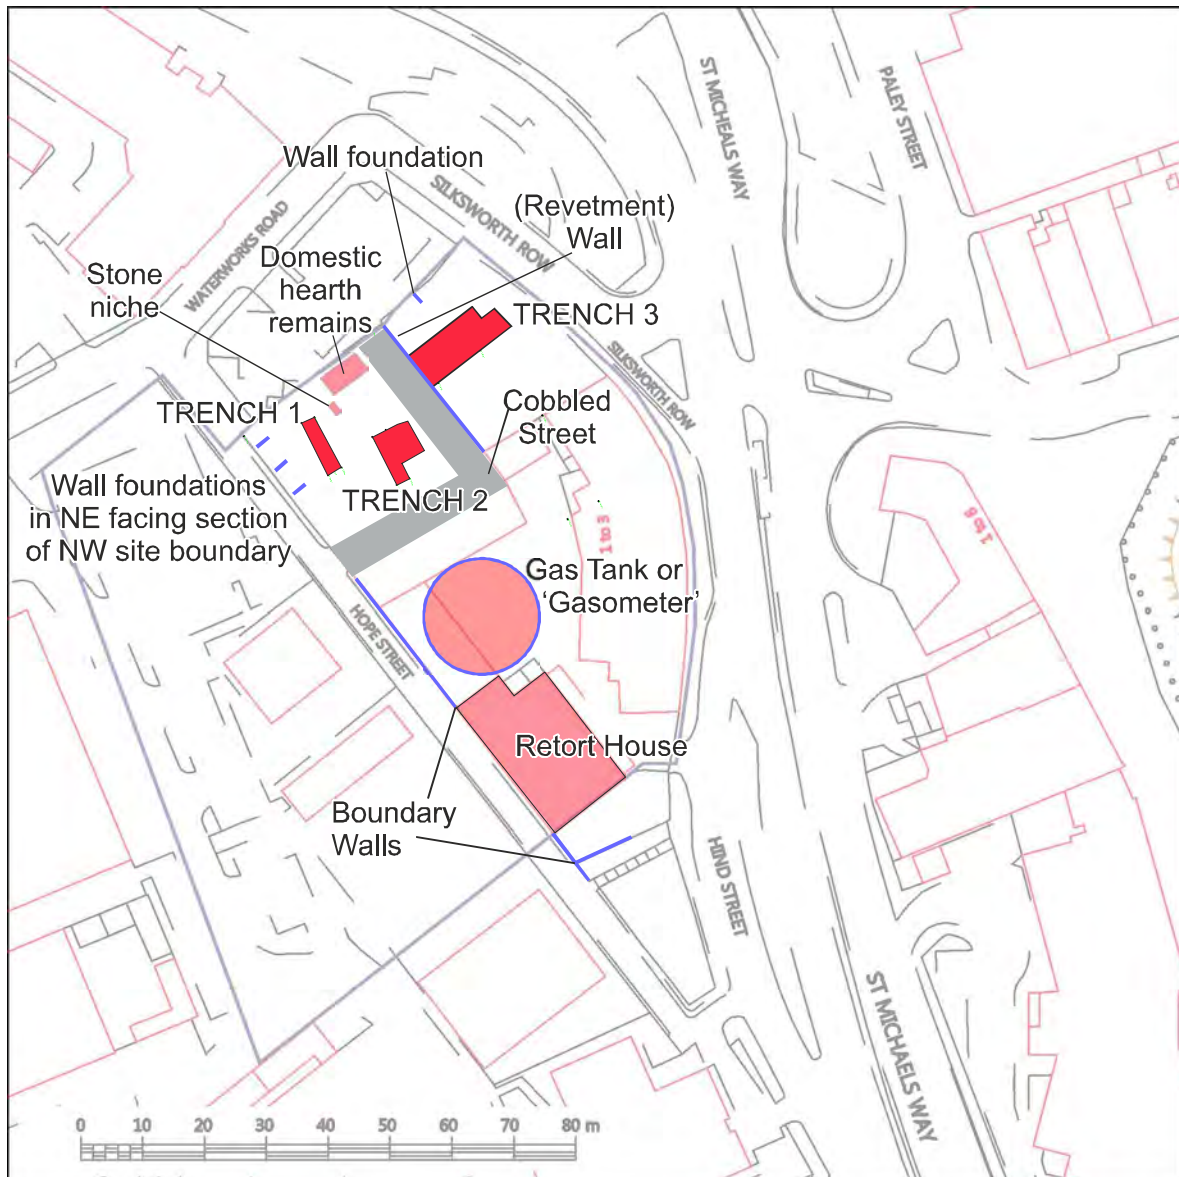 ST MICHEALS WAY
PALEY STREET
Wall foundation
SILKSWORTH ROW
(Revetment)
Wall
WATERWORKS ROAD
Domestic
hearth
remains
Stone
niche
TRENCH 3
SILKSWORTH ROW
TRENCH 1
Cobbled
Street
Wall foundations
in NE facing section
of NW site boundary
TRENCH 2
1 to 3
1 to 6
Gas Tank or
‘Gasometer’
HOPE STREET
Retort House
Boundary
Walls
HIND STREET
ST MICHAELS WAY
0 10 20 30 40 50 60 70 80 m